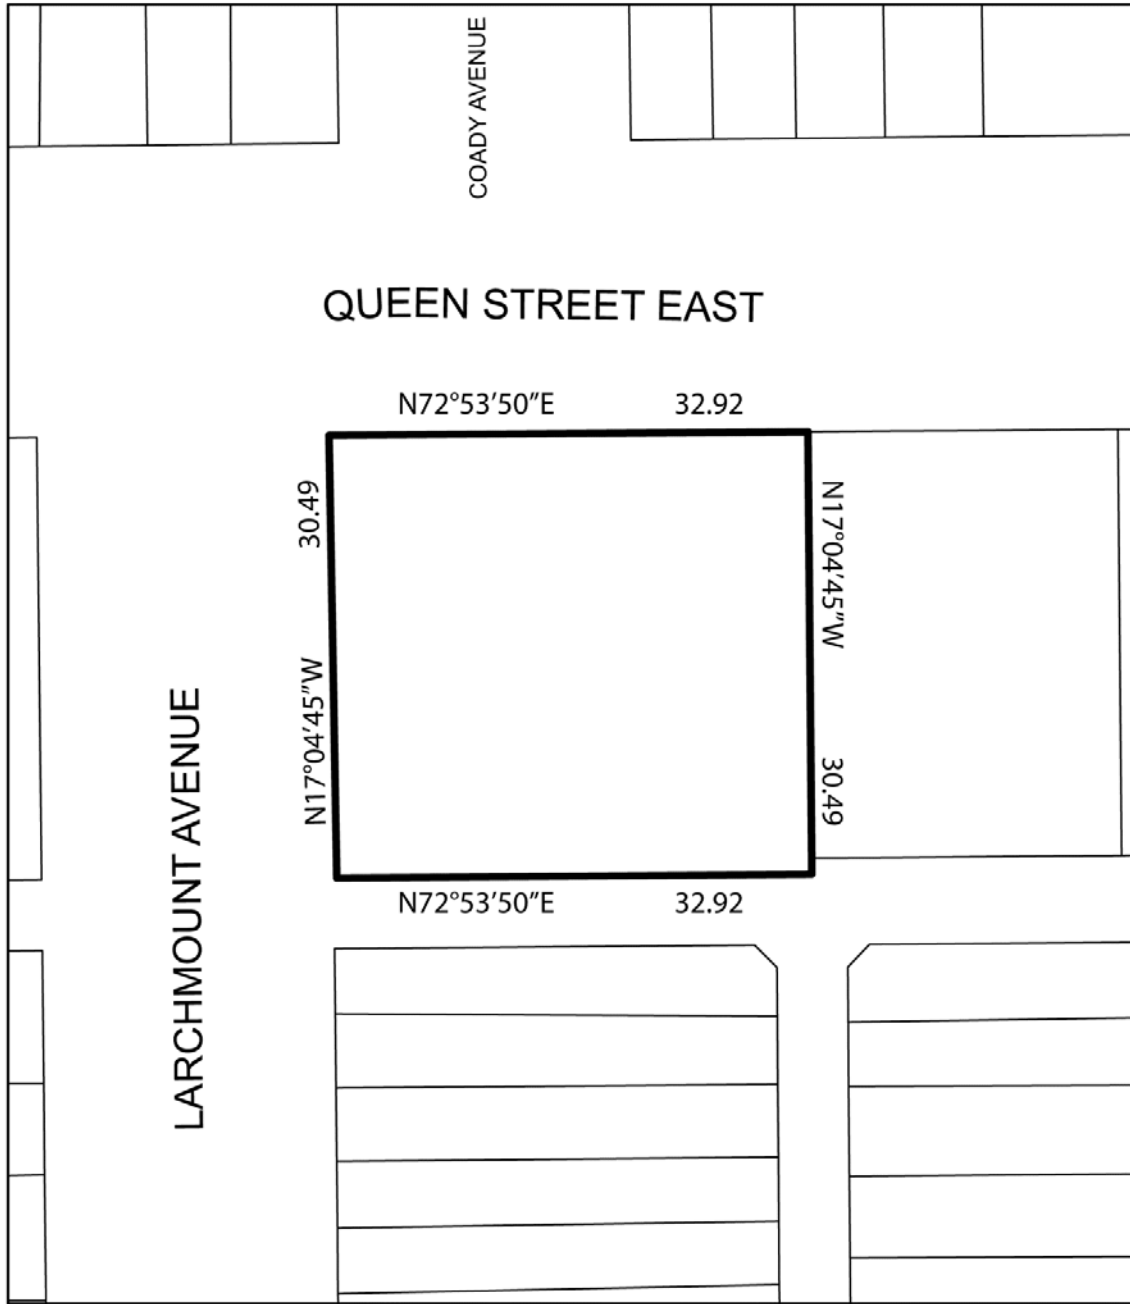 COADY AVENUE
QUEEN STREET EAST
N72°53'50"E 32.92
30.49
N17°04'45"W
N17°04'45"W
30.49
LARCHMOUNT AVENUE
N72°53'50"E 32.92